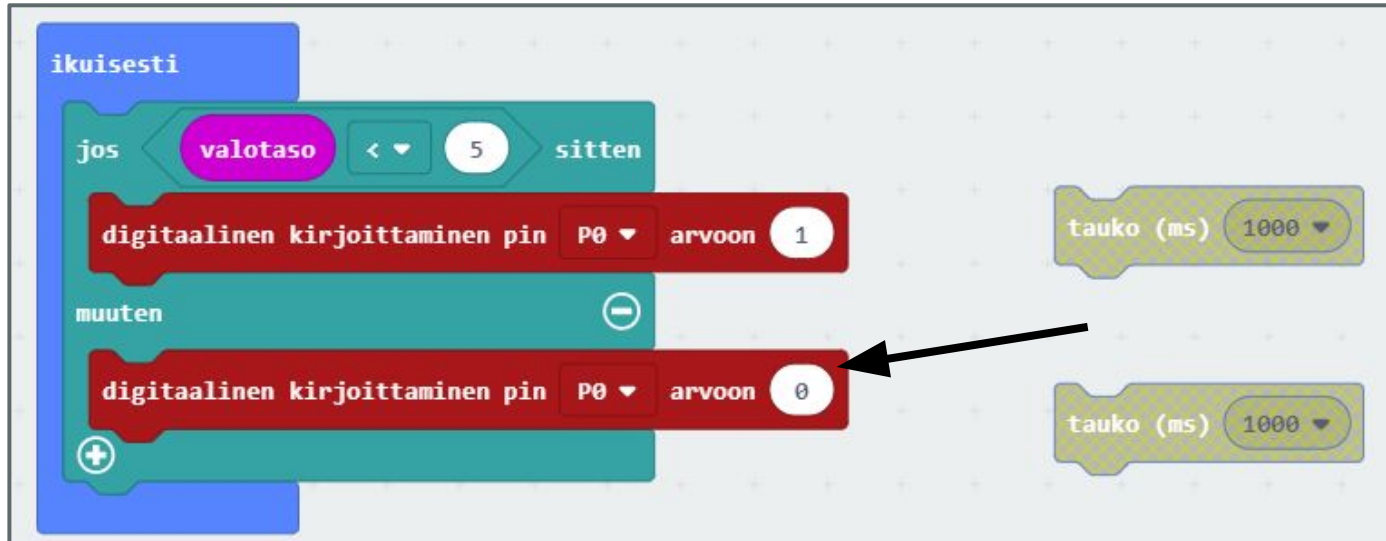 ikuisesti
jos valotaso < 5 sitten
digitaalinen kirjoittaminen pin P0 arvoon 1
muuten
digitaalinen kirjoittaminen pin P0 arvoon 0
tauko (ms) 1000
tauko (ms) 1000